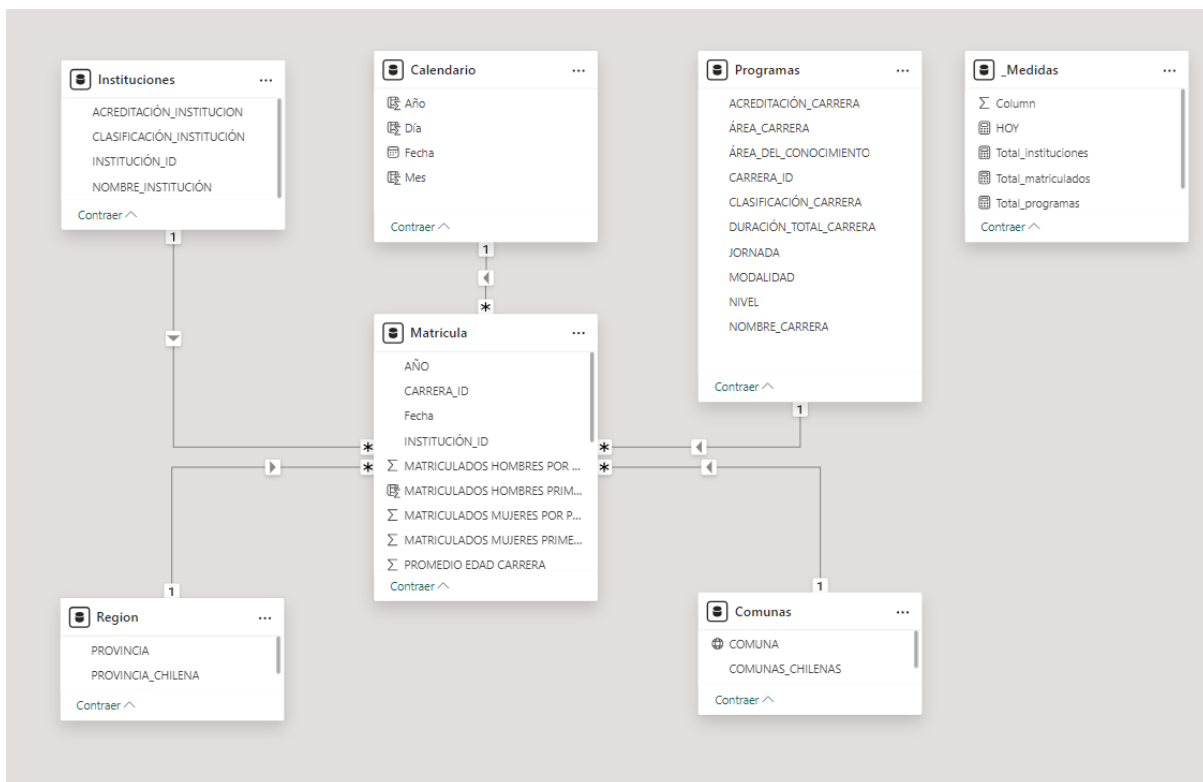 Instituciones
ACREDITACIÓN_INSTITUCION
CLASIFICACIÓN_INSTITUCIÓN
INSTITUCIÓN_ID
NOMBRE_INSTITUCIÓN
Contraer
1
Calendario
Año
Día
Fecha
Mes
Contraer
1
*
Programas
ACREDITACIÓN_CARRERA
ÁREA_CARRERA
ÁREA_DEL_CONOCIMIENTO
CARRERA_ID
CLASIFICACIÓN_CARRERA
DURACIÓN_TOTAL_CARRERA
JORNADA
MODALIDAD
NIVEL
NOMBRE_CARRERA
Contraer
1
_Medidas
Column
HOY
Total_instituciones
Total_matriculados
Total_programas
Contraer
Matricula
AÑO
CARRERA_ID
Fecha
INSTITUCIÓN_ID
MATRICULADOS HOMBRES POR ...
MATRICULADOS HOMBRES PRIM...
MATRICULADOS MUJERES POR P...
MATRICULADOS MUJERES PRIME...
PROMEDIO EDAD CARRERA
Contraer
*
*
*
*
1
Region
PROVINCIA
PROVINCIA_CHILENA
Contraer
1
Comunas
COMUNA
COMUNAS_CHILENAS
Contraer